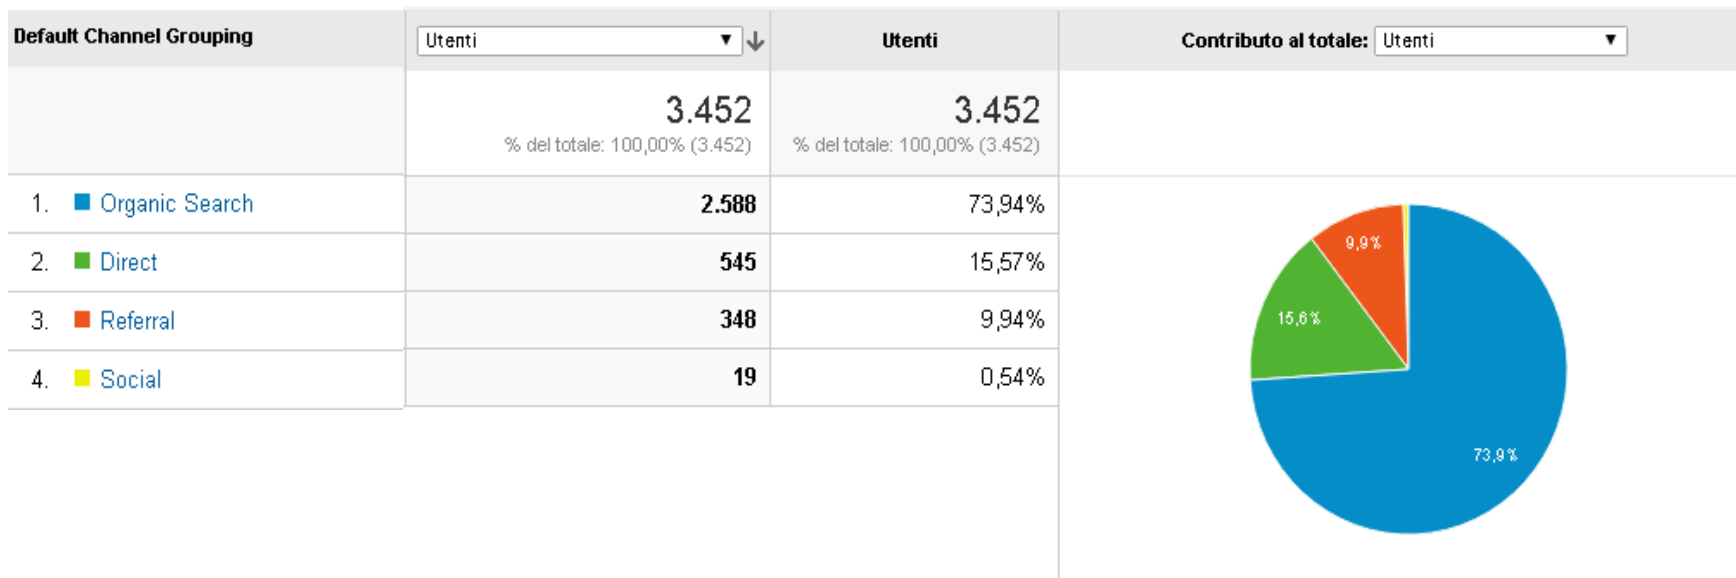 Default Channel Grouping
Utenti
Utenti
Contributo al totale: Utenti
3.452
% del totale: 100,00% (3.452)
3.452
% del totale: 100,00% (3.452)
1. Organic Search 2.588 73,94%
2. Direct 545 15,57%
3. Referral 348 9,94%
4. Social 19 0,54%
9,9%
15,6%
73,9%